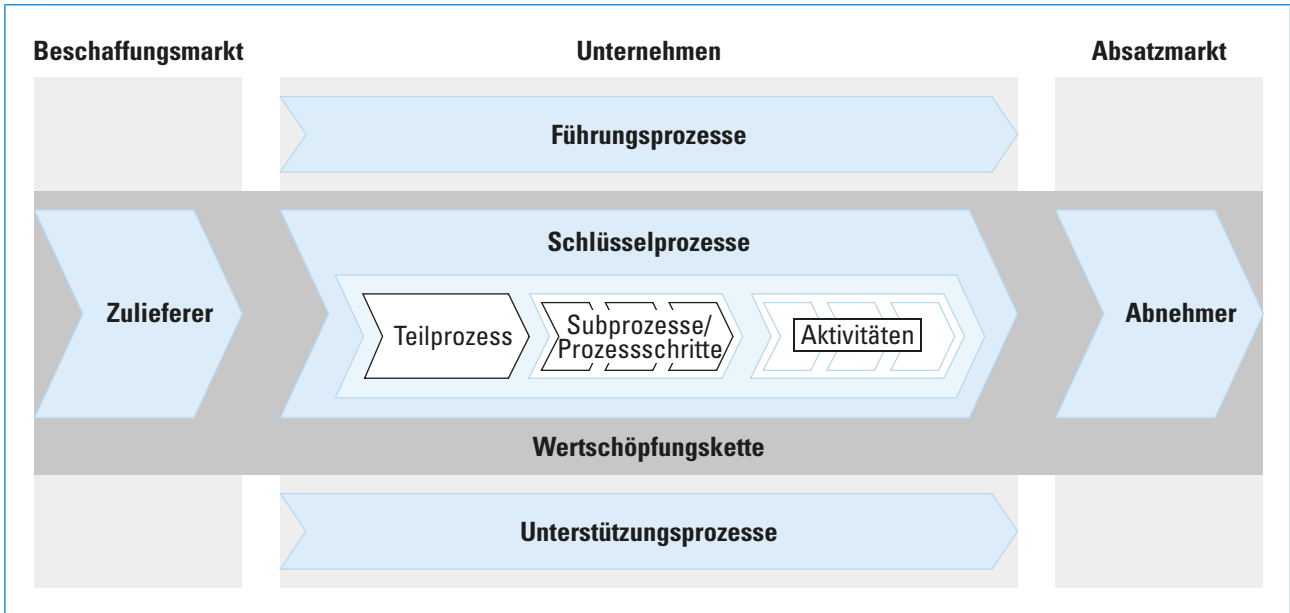 Beschaffungsmarkt
Unternehmen
Absatzmarkt
Führungsprozesse
Schlüsselprozesse
Zulieferer
Teilprozess
Subprozesse/
Prozessschritte
Aktivitäten
Abnehmer
Wertschöpfungskette
Unterstützungsprozesse